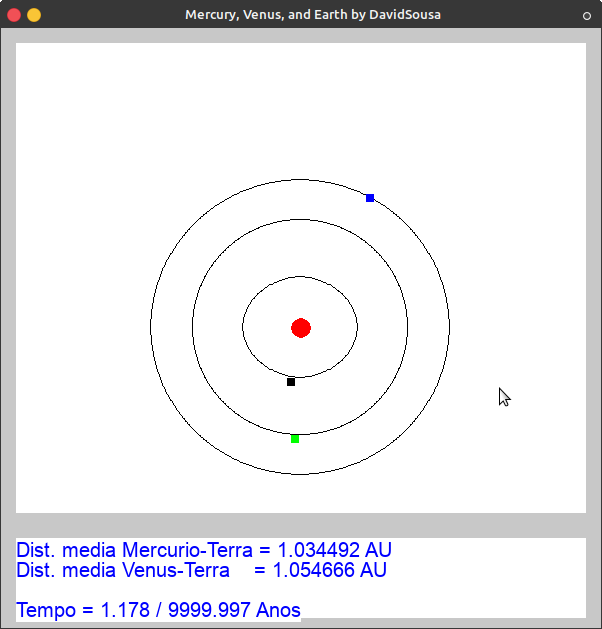 Mercury, Venus, and Earth by DavidSousa
Dist. media Mercurio-Terra = 1.034492 AU
Dist. media Venus-Terra = 1.054666 AU
Tempo = 1.178 / 9999.997 Anos